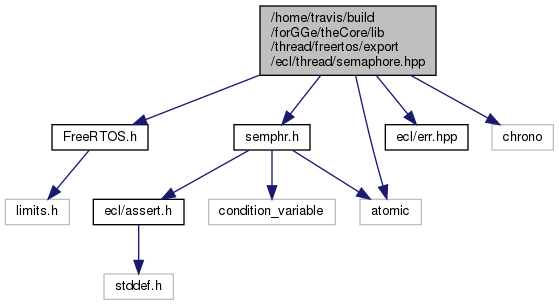 /home/travis/build
/forGGe/theCore/lib
/thread/freertos/export
/ecl/thread/semaphore.hpp
FreeRTOS.h
semphr.h
ecl/err.hpp
chrono
limits.h
ecl/assert.h
condition_variable
atomic
stddef.h